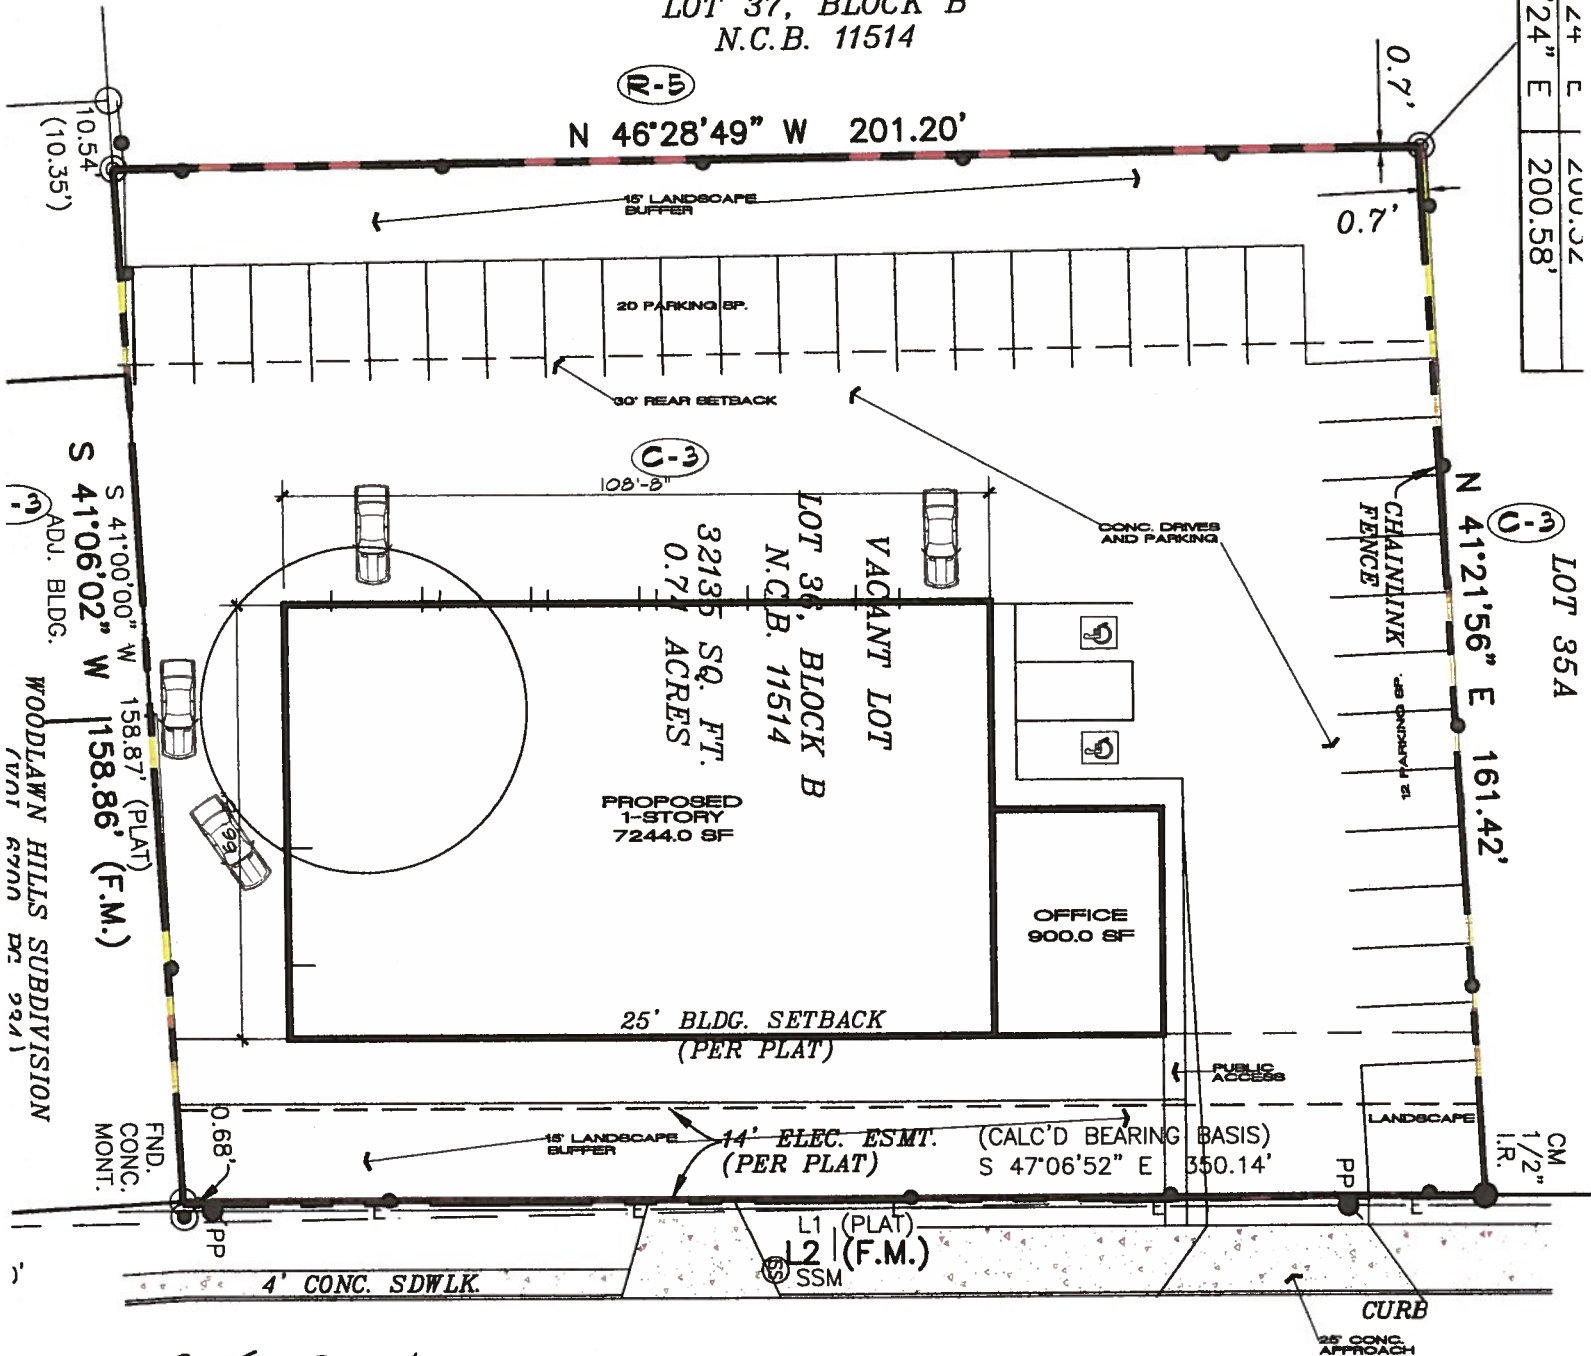 LOT 37, BLOCK B
N.C.B. 11514
R-5
N 46°28'49" W 201.20'
0.7'
0.7'
24" E 200.58'
10.54
(10.35')
15' LANDSCAPE
BUFFER
20 PARKING SP.
30' REAR SETBACK
C-3
108'-8"
CONC. DRIVES
AND PARKING
CHAINLINK
FENCE
N 41°21'56" E 161.42'
C-3
LOT 35A
12 PARKING SP.
VACANT LOT
LOT 36, BLOCK B
N.C.B. 11514
32135 SQ. FT.
0.74 ACRES
S 41°00'00" W 158.87' (PLAT)
S 41°06'02" W 158.86' (F.M.)
ADJ. BLDG.
WOODLAWN HILLS SUBDIVISION
PROPOSED
1-STORY
7244.0 SF
OFFICE
900.0 SF
25' BLDG. SETBACK
(PER PLAT)
PUBLIC
ACCESS
LANDSCAPE
15' LANDSCAPE
BUFFER
14' ELEC. ESMT.
(PER PLAT)
(CALC'D BEARING BASIS)
S 47°06'52" E 350.14'
FND.
CONC.
MONT.
0.68'
CM
1/2"
I.R.
PP
PP
E
E
E
E
E
L1 (PLAT)
L2 (F.M.)
SS
SSM
4' CONC. SDWLK.
CURB
25' CONC.
APPROACH